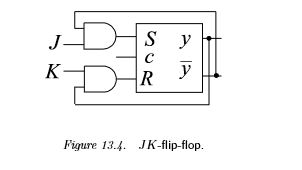 J
K
S y
c
R y̅
Figure 13.4. JK-flip-flop.